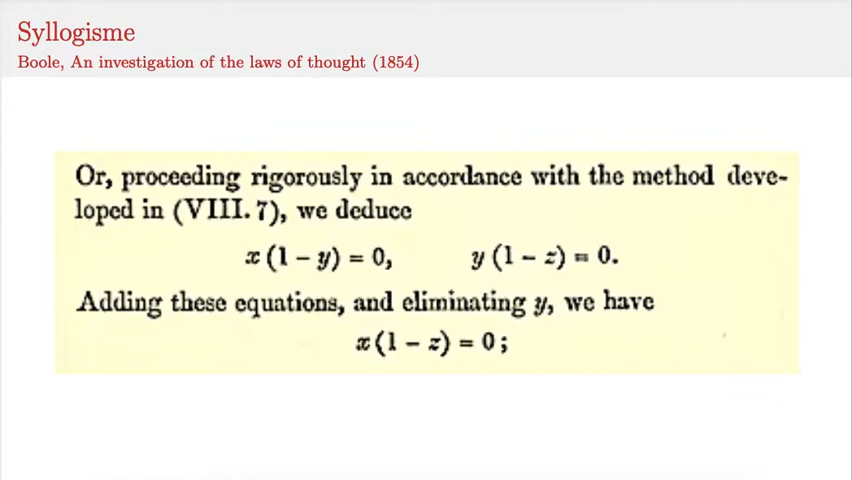 Syllogisme
Boole, An investigation of the laws of thought (1854)
Or, proceeding rigorously in accordance with the method deve-
loped in (VIII. 7), we deduce
x (1 − y) = 0, y (1 − z) = 0.
Adding these equations, and eliminating y, we have
x (1 − z) = 0 ;